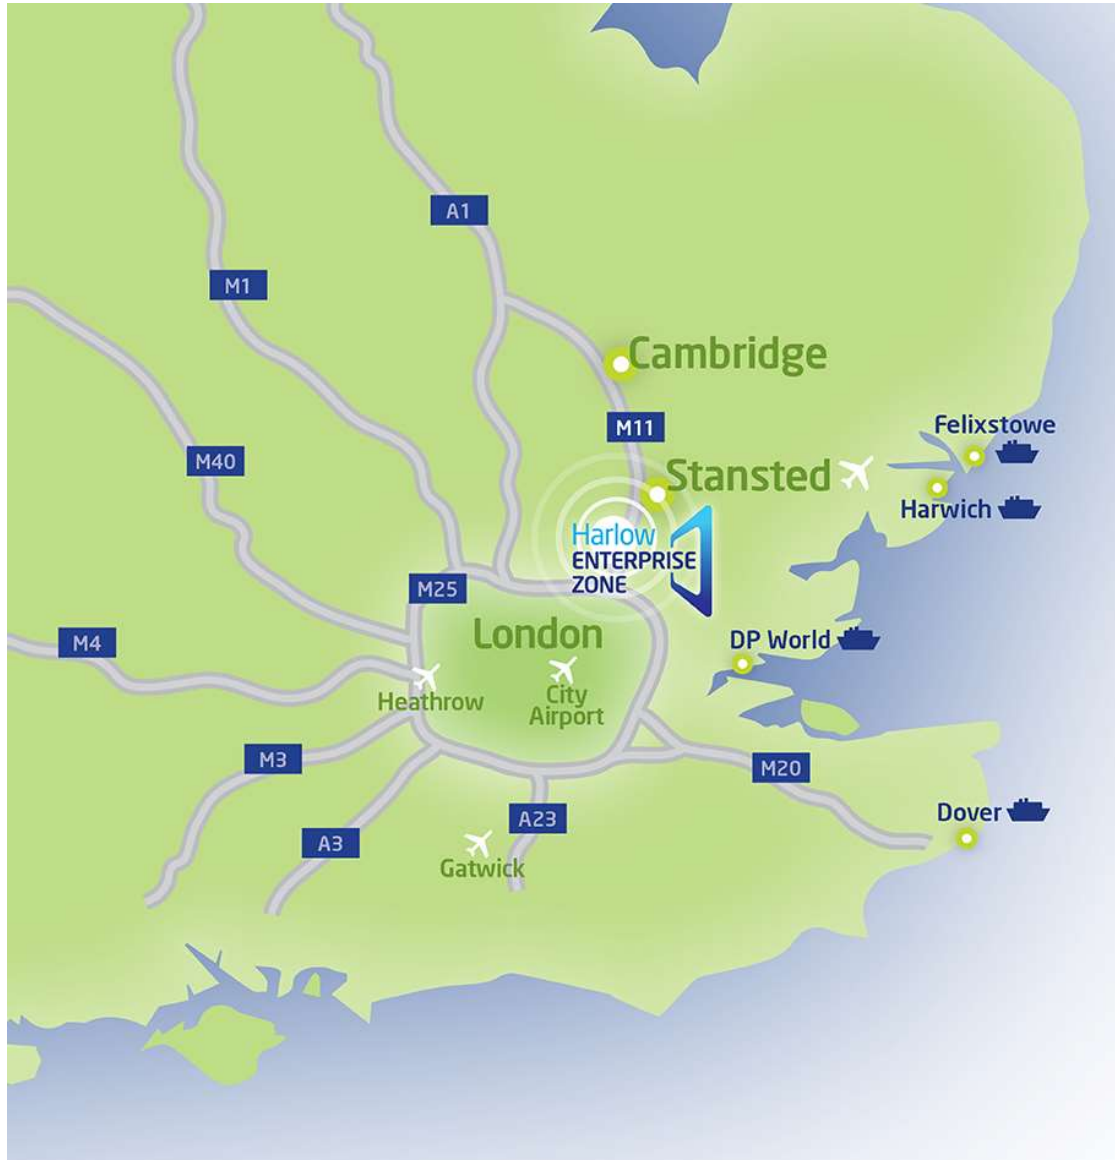 A1
M1
Cambridge
M11
Felixstowe
M40
Stansted
Harwich
Harlow
ENTERPRISE
ZONE
M25
London
DP World
M4
Heathrow
City
Airport
M3
M20
A3
A23
Dover
Gatwick